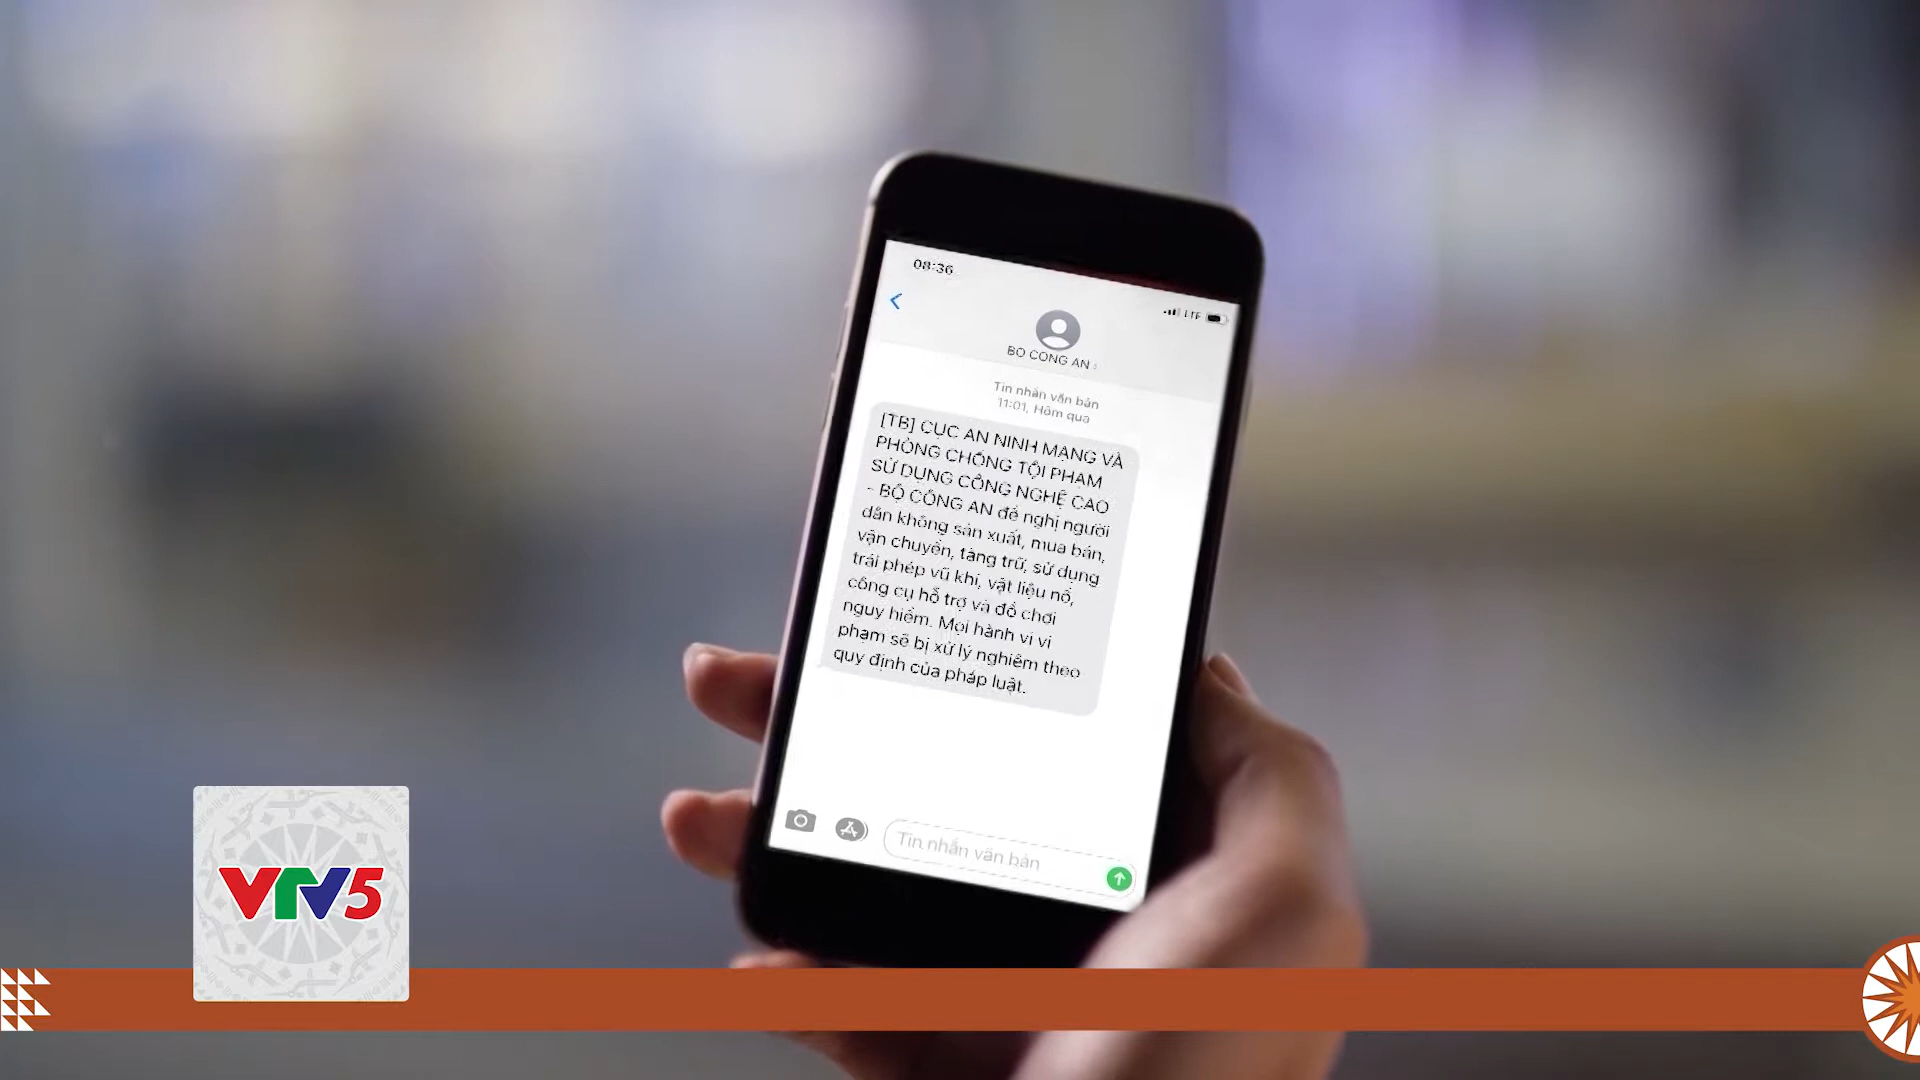 08:36
LTE
BO CONG AN
Tin nhắn văn bản
11:01, Hôm qua
[TB] CỤC AN NINH MẠNG VÀ
PHÒNG CHỐNG TỘI PHẠM
SỬ DỤNG CÔNG NGHỆ CAO
- BỘ CÔNG AN đề nghị người
dân không sản xuất, mua bán,
vận chuyển, tàng trữ, sử dụng
trái phép vũ khí, vật liệu nổ,
công cụ hỗ trợ và đồ chơi
nguy hiểm. Mọi hành vi vi
phạm sẽ bị xử lý nghiêm theo
quy định của pháp luật.
Tin nhắn văn bản
VTV5